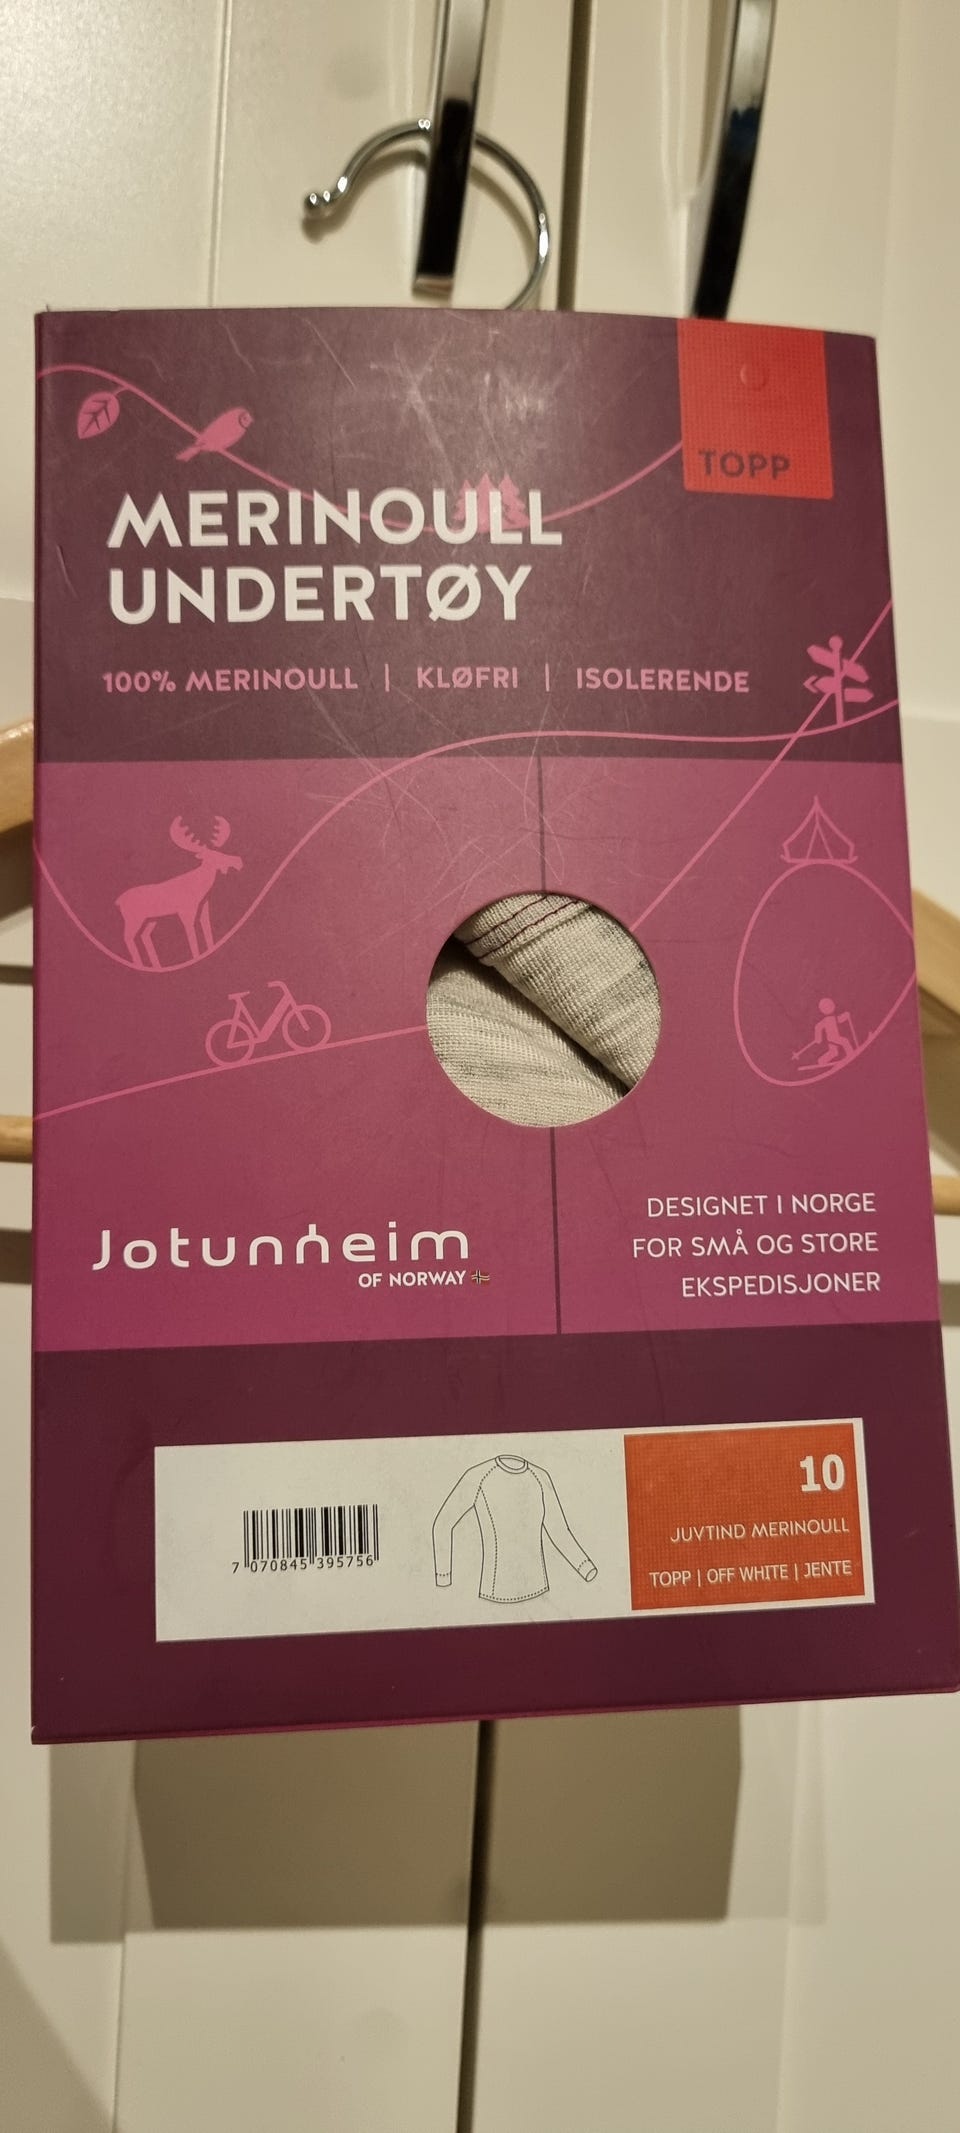 TOPP
MERINOULL
UNDERTØY
100% MERINOULL | KLØFRI | ISOLERENDE
Jotunheim
OF NORWAY
DESIGNET I NORGE
FOR SMÅ OG STORE
EKSPEDISJONER
7 070845 395756
10
JUVTIND MERINOULL
TOPP | OFF WHITE | JENTE